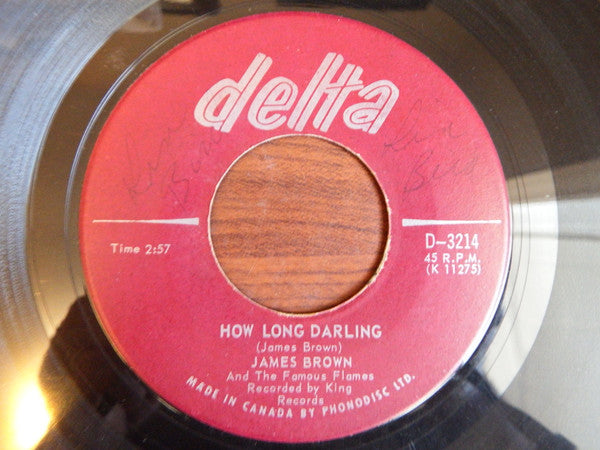 delta
Time 2:57
D-3214
45 R.P.M.
(K 11275)
HOW LONG DARLING
(James Brown)
JAMES BROWN
And The Famous Flames
Recorded by King
Records
MADE IN CANADA BY PHONODISC LTD.